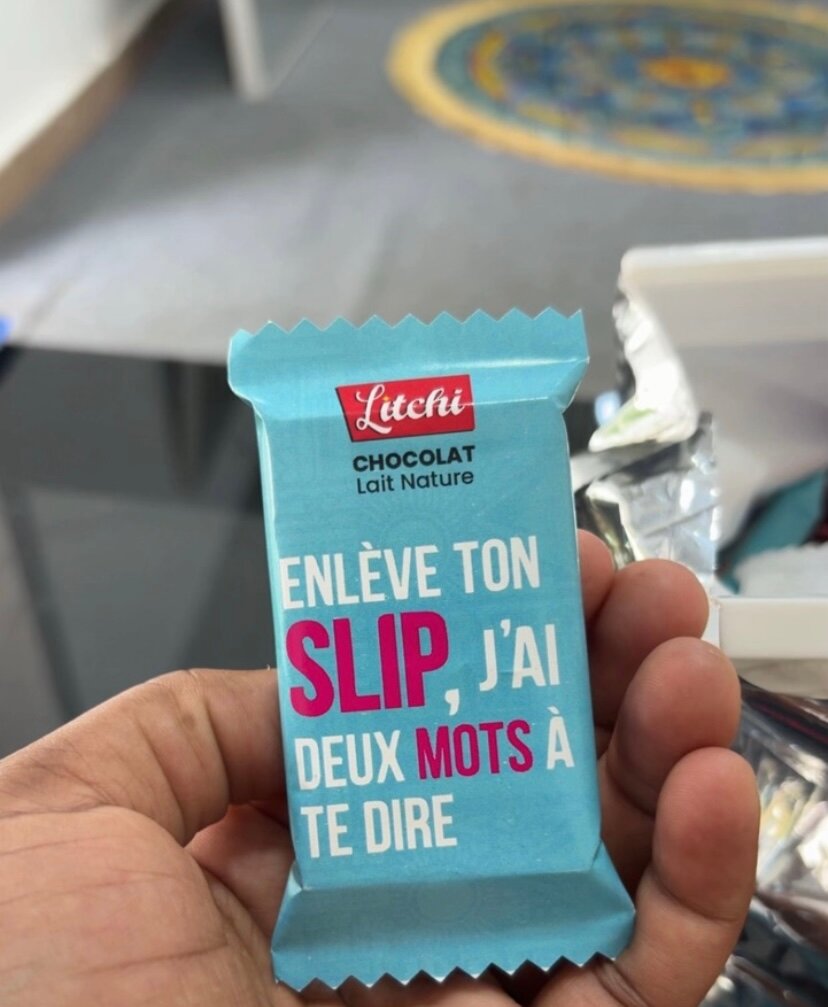 Litchi
CHOCOLAT
Lait Nature
ENLÈVE TON
SLIP, J'AI
DEUX MOTS À
TE DIRE